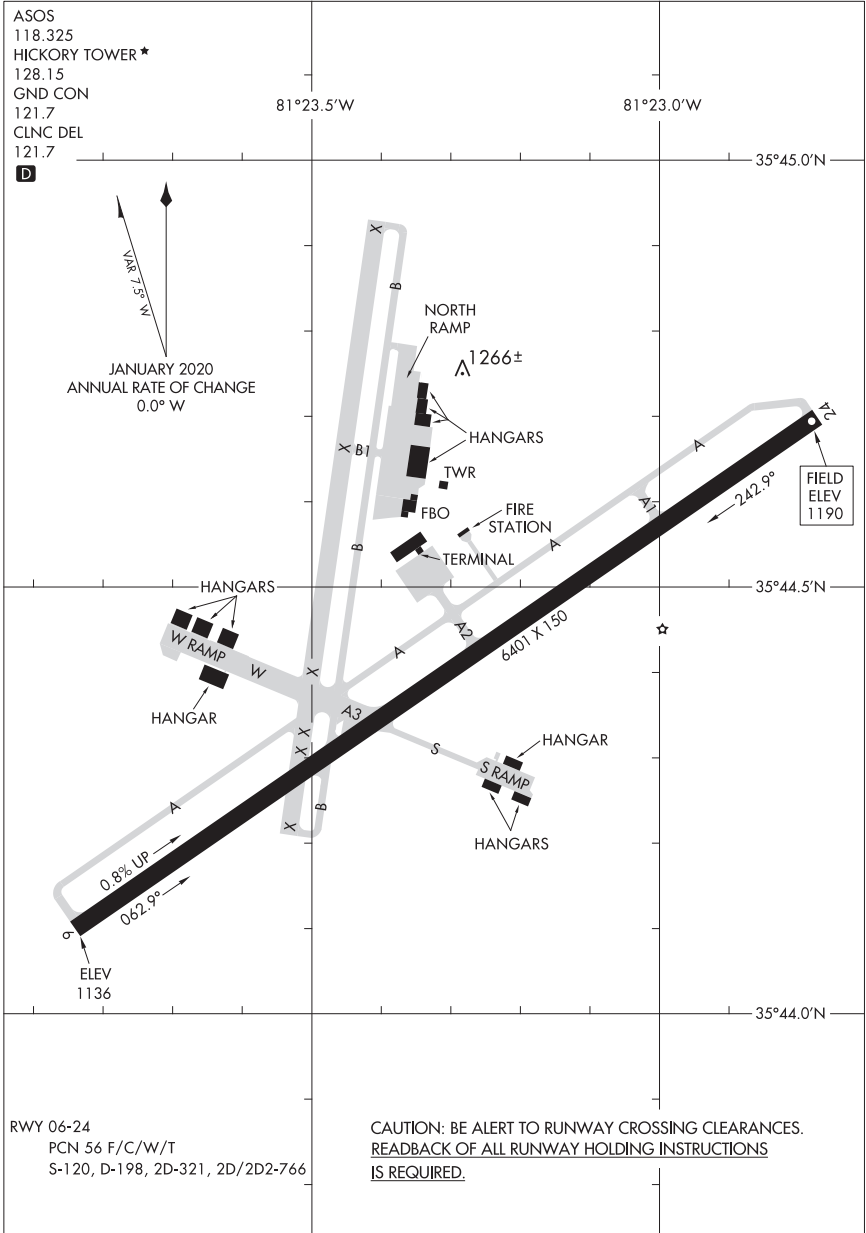 ASOS
118.325
HICKORY TOWER ★
128.15
GND CON
121.7
CLNC DEL
121.7
D
81°23.5'W
81°23.0'W
35°45.0'N
VAR 7.5° W
JANUARY 2020
ANNUAL RATE OF CHANGE
0.0° W
X
B
NORTH
RAMP
1266±
HANGARS
X
B1
TWR
A
24
FIELD
ELEV
1190
242.9°
A1
FBO
FIRE
STATION
B
A
TERMINAL
35°44.5'N
HANGARS
W RAMP
W
HANGAR
A2
A
6401 X 150
X
A3
X
X
S
HANGAR
S RAMP
HANGARS
A
B
X
0.8% UP
062.9°
6
ELEV
1136
35°44.0'N
RWY 06-24
PCN 56 F/C/W/T
S-120, D-198, 2D-321, 2D/2D2-766
CAUTION: BE ALERT TO RUNWAY CROSSING CLEARANCES.
READBACK OF ALL RUNWAY HOLDING INSTRUCTIONS
IS REQUIRED.